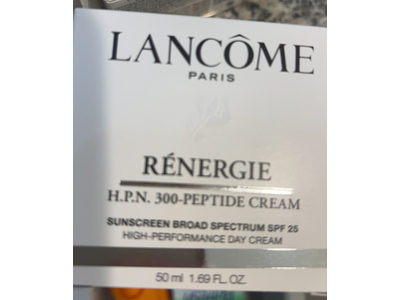 LANCÔME
PARIS
RÉNERGIE
H.P.N. 300-PEPTIDE CREAM
SUNSCREEN BROAD SPECTRUM SPF 25
HIGH-PERFORMANCE DAY CREAM
50 ml 1.69 FL. OZ.